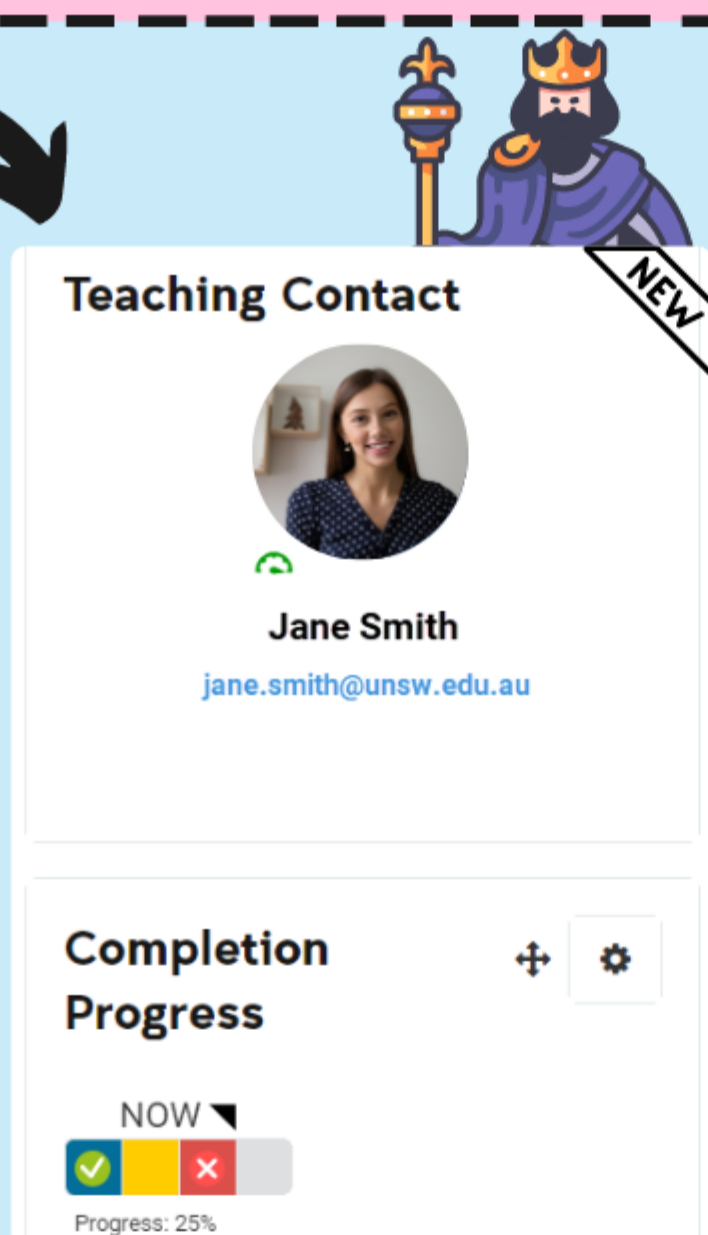 Teaching Contact
NEW
Jane Smith
jane.smith@unsw.edu.au
Completion
Progress
NOW
Progress: 25%